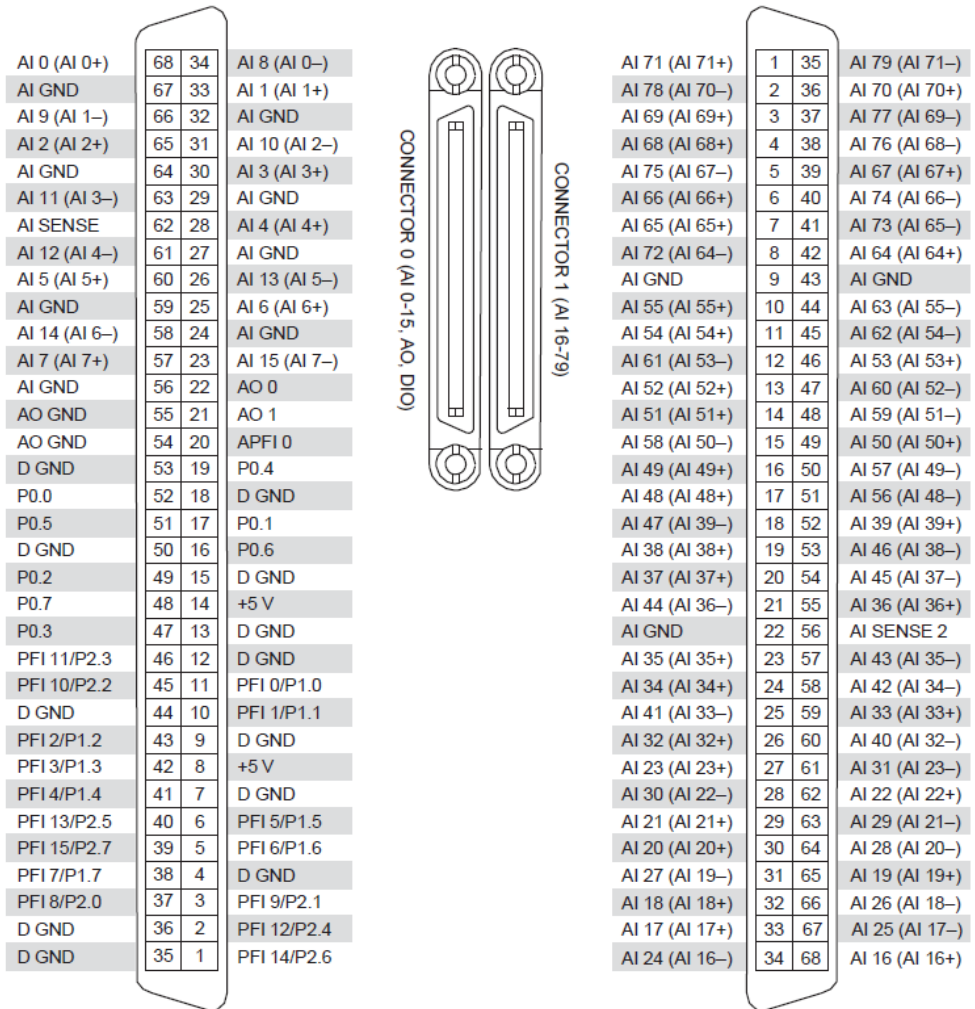 AI 0 (AI 0+) 68 34 AI 8 (AI 0–)
AI GND 67 33 AI 1 (AI 1+)
AI 9 (AI 1–) 66 32 AI GND
AI 2 (AI 2+) 65 31 AI 10 (AI 2–)
AI GND 64 30 AI 3 (AI 3+)
AI 11 (AI 3–) 63 29 AI GND
AI SENSE 62 28 AI 4 (AI 4+)
AI 12 (AI 4–) 61 27 AI GND
AI 5 (AI 5+) 60 26 AI 13 (AI 5–)
AI GND 59 25 AI 6 (AI 6+)
AI 14 (AI 6–) 58 24 AI GND
AI 7 (AI 7+) 57 23 AI 15 (AI 7–)
AI GND 56 22 AO 0
AO GND 55 21 AO 1
AO GND 54 20 APFI 0
D GND 53 19 P0.4
P0.0 52 18 D GND
P0.5 51 17 P0.1
D GND 50 16 P0.6
P0.2 49 15 D GND
P0.7 48 14 +5 V
P0.3 47 13 D GND
PFI 11/P2.3 46 12 D GND
PFI 10/P2.2 45 11 PFI 0/P1.0
D GND 44 10 PFI 1/P1.1
PFI 2/P1.2 43 9 D GND
PFI 3/P1.3 42 8 +5 V
PFI 4/P1.4 41 7 D GND
PFI 13/P2.5 40 6 PFI 5/P1.5
PFI 15/P2.7 39 5 PFI 6/P1.6
PFI 7/P1.7 38 4 D GND
PFI 8/P2.0 37 3 PFI 9/P2.1
D GND 36 2 PFI 12/P2.4
D GND 35 1 PFI 14/P2.6
CONNECTOR 0 (AI 0-15, AO, DIO)
CONNECTOR 1 (AI 16-79)
AI 71 (AI 71+) 1 35 AI 79 (AI 71–)
AI 78 (AI 70–) 2 36 AI 70 (AI 70+)
AI 69 (AI 69+) 3 37 AI 77 (AI 69–)
AI 68 (AI 68+) 4 38 AI 76 (AI 68–)
AI 75 (AI 67–) 5 39 AI 67 (AI 67+)
AI 66 (AI 66+) 6 40 AI 74 (AI 66–)
AI 65 (AI 65+) 7 41 AI 73 (AI 65–)
AI 72 (AI 64–) 8 42 AI 64 (AI 64+)
AI GND 9 43 AI GND
AI 55 (AI 55+) 10 44 AI 63 (AI 55–)
AI 54 (AI 54+) 11 45 AI 62 (AI 54–)
AI 61 (AI 53–) 12 46 AI 53 (AI 53+)
AI 52 (AI 52+) 13 47 AI 60 (AI 52–)
AI 51 (AI 51+) 14 48 AI 59 (AI 51–)
AI 58 (AI 50–) 15 49 AI 50 (AI 50+)
AI 49 (AI 49+) 16 50 AI 57 (AI 49–)
AI 48 (AI 48+) 17 51 AI 56 (AI 48–)
AI 47 (AI 39–) 18 52 AI 39 (AI 39+)
AI 38 (AI 38+) 19 53 AI 46 (AI 38–)
AI 37 (AI 37+) 20 54 AI 45 (AI 37–)
AI 44 (AI 36–) 21 55 AI 36 (AI 36+)
AI GND 22 56 AI SENSE 2
AI 35 (AI 35+) 23 57 AI 43 (AI 35–)
AI 34 (AI 34+) 24 58 AI 42 (AI 34–)
AI 41 (AI 33–) 25 59 AI 33 (AI 33+)
AI 32 (AI 32+) 26 60 AI 40 (AI 32–)
AI 23 (AI 23+) 27 61 AI 31 (AI 23–)
AI 30 (AI 22–) 28 62 AI 22 (AI 22+)
AI 21 (AI 21+) 29 63 AI 29 (AI 21–)
AI 20 (AI 20+) 30 64 AI 28 (AI 20–)
AI 27 (AI 19–) 31 65 AI 19 (AI 19+)
AI 18 (AI 18+) 32 66 AI 26 (AI 18–)
AI 17 (AI 17+) 33 67 AI 25 (AI 17–)
AI 24 (AI 16–) 34 68 AI 16 (AI 16+)